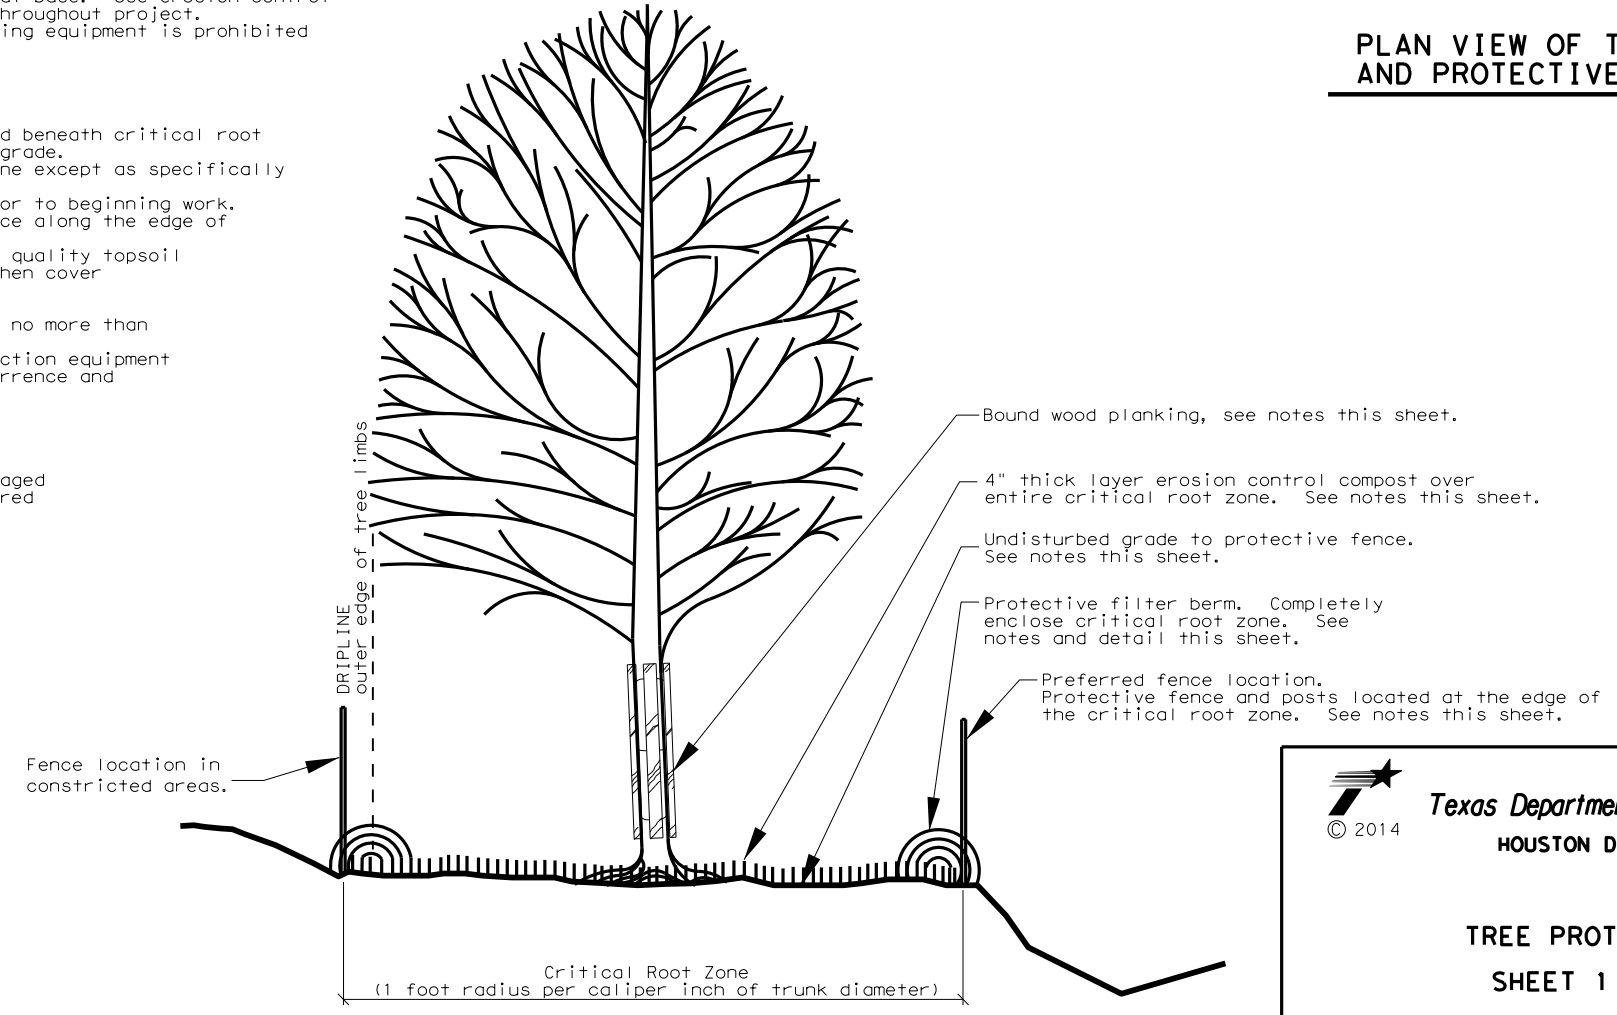 hroughout project.
ing equipment is prohibited
d beneath critical root
grade.
ne except as specifically
or to beginning work.
ce along the edge of
quality topsoil
hen cover
no more than
ction equipment
rrence and
aged
red
PLAN VIEW OF T
AND PROTECTIVE
DRIPLINE
outer edge of tree limbs
Bound wood planking, see notes this sheet.
4" thick layer erosion control compost over
entire critical root zone.  See notes this sheet.
Undisturbed grade to protective fence.
See notes this sheet.
Protective filter berm.  Completely
enclose critical root zone.  See
notes and detail this sheet.
Preferred fence location.
Protective fence and posts located at the edge of
the critical root zone.  See notes this sheet.
Fence location in
constricted areas.
Critical Root Zone
(1 foot radius per caliper inch of trunk diameter)
© 2014
Texas Departme
HOUSTON D
TREE PROT
SHEET 1